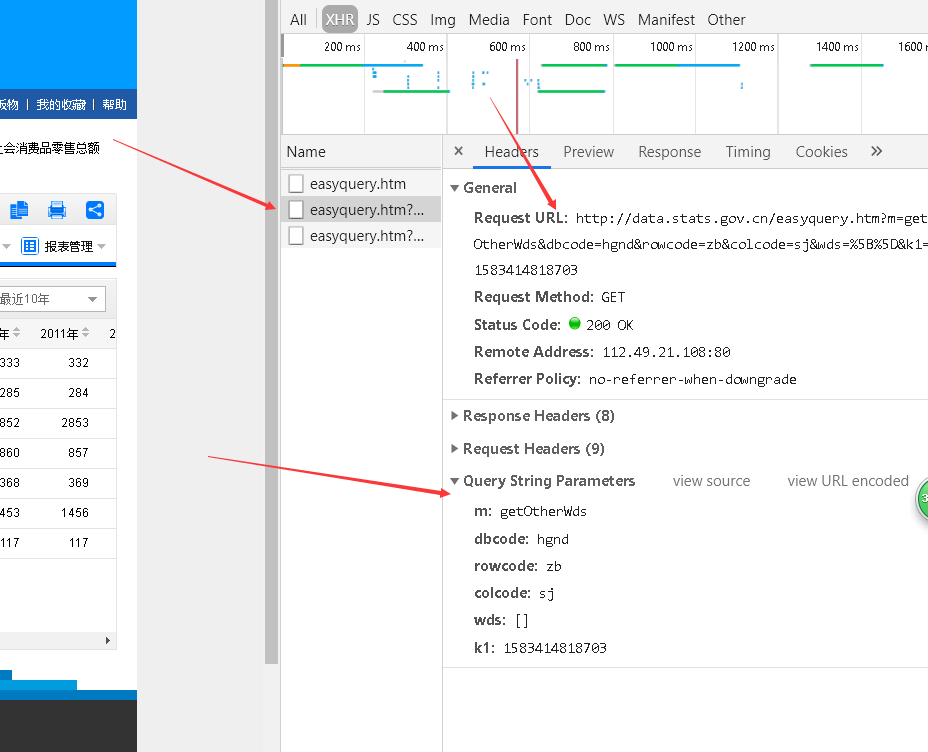 All XHR JS CSS Img Media Font Doc WS Manifest Other
200 ms 400 ms 600 ms 800 ms 1000 ms 1200 ms 1400 ms 1600
我的收藏 | 帮助
会消费品零售总额
报表管理
最近10年
年 2011年 2
333 332
285 284
852 2853
860 857
368 369
453 1456
117 117
Name
easyquery.htm
easyquery.htm?...
easyquery.htm?...
× Headers Preview Response Timing Cookies »
General
Request URL: http://data.stats.gov.cn/easyquery.htm?m=get
OtherWds&dbcode=hgnd&rowcode=zb&colcode=sj&wds=%5B%5D&k1=
1583414818703
Request Method: GET
Status Code: 200 OK
Remote Address: 112.49.21.108:80
Referrer Policy: no-referrer-when-downgrade
Response Headers (8)
Request Headers (9)
Query String Parameters view source view URL encoded
m: getOtherWds
dbcode: hgnd
rowcode: zb
colcode: sj
wds: []
k1: 1583414818703